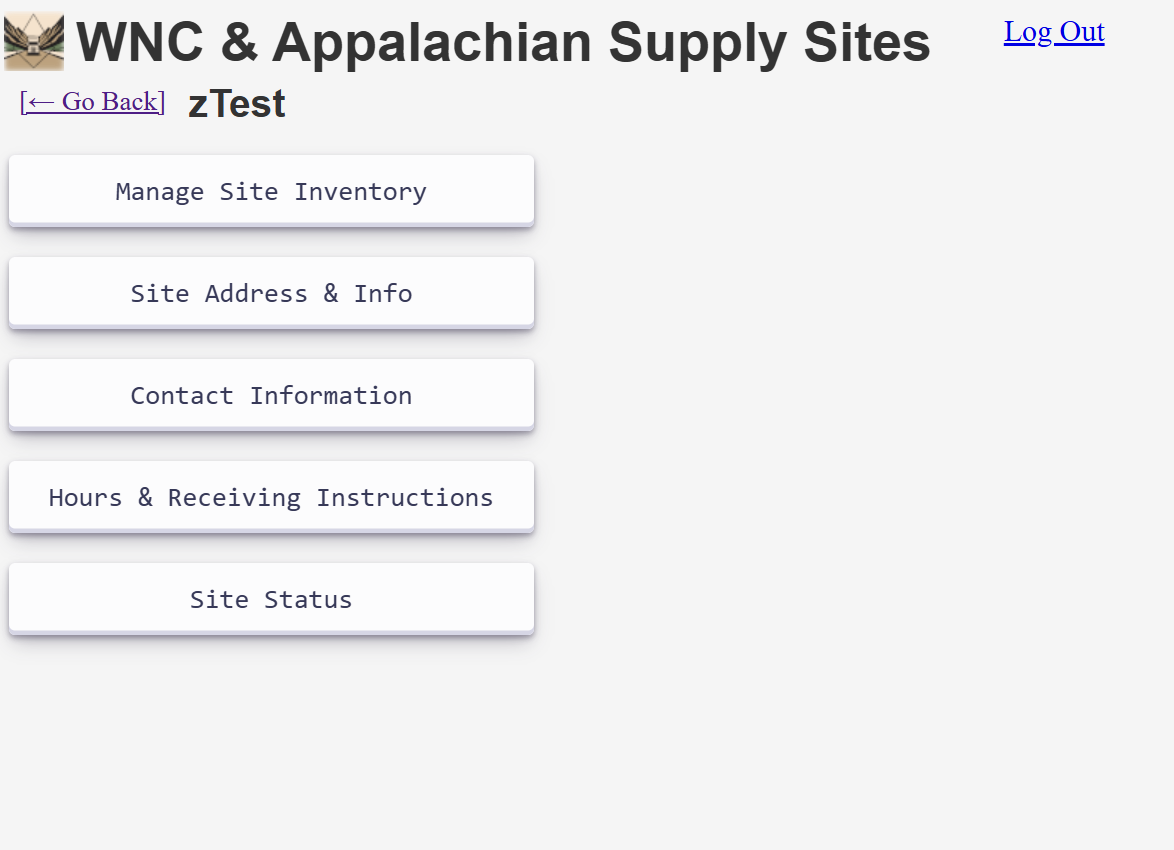 WNC & Appalachian Supply Sites
Log Out
[← Go Back] zTest
Manage Site Inventory
Site Address & Info
Contact Information
Hours & Receiving Instructions
Site Status